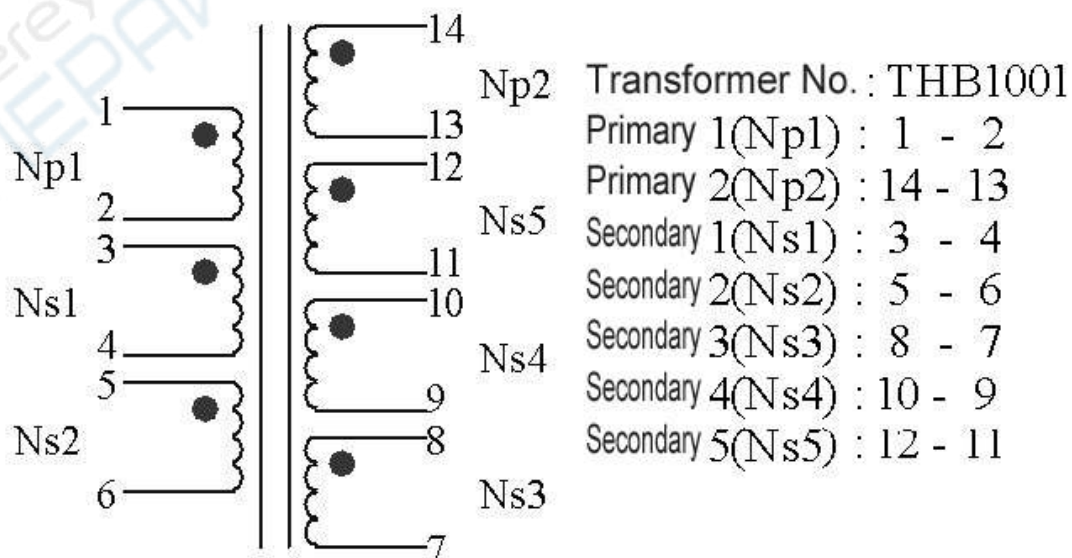 14
Np2
13
1
Np1
2
12
Ns5
11
3
Ns1
4
10
Ns4
9
5
Ns2
6
8
Ns3
7
Transformer No. : THB1001
Primary 1(Np1) : 1 - 2
Primary 2(Np2) : 14 - 13
Secondary 1(Ns1) : 3 - 4
Secondary 2(Ns2) : 5 - 6
Secondary 3(Ns3) : 8 - 7
Secondary 4(Ns4) : 10 - 9
Secondary 5(Ns5) : 12 - 11